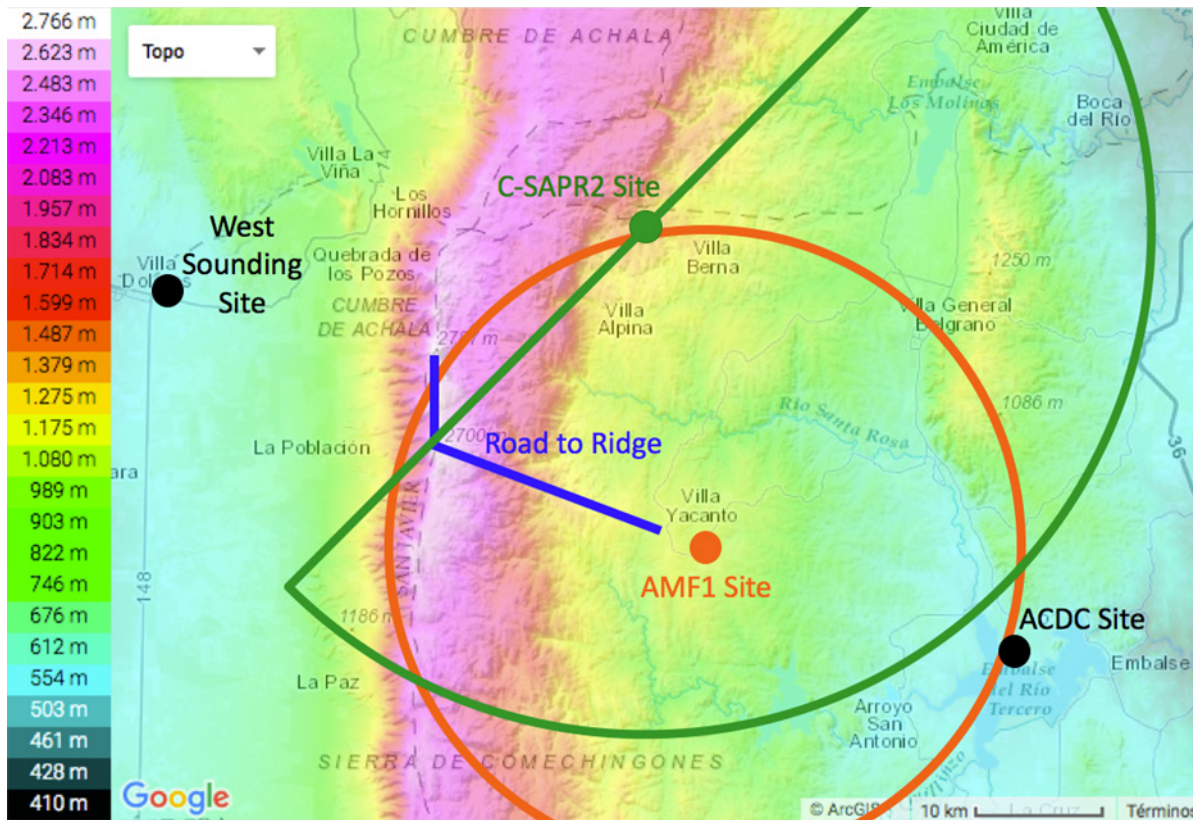 2.766 m
2.623 m
2.483 m
2.346 m
2.213 m
2.083 m
1.957 m
1.834 m
1.714 m
1.599 m
1.487 m
1.379 m
1.275 m
1.175 m
1.080 m
989 m
903 m
822 m
746 m
676 m
612 m
554 m
503 m
461 m
428 m
410 m
Topo
CUMBRE DE ACHALA
Villa
Ciudad de
América
Embalse
Los Molinos
Boca
del Río
Villa La
Viña
14
Los
Hornillos
C-SAPR2 Site
West
Sounding
Site
Villa
Quebrada de
los Pozos
CUMBRE
DE ACHALA
Villa
Berna
1250 m
Villa
Alpina
Villa General
Belgrano
1086 m
2700 m
Río Santa Rosa
36
La Población
Road to Ridge
ara
Villa
Yacanto
148
AMF1 Site
1186 m
ACDC Site
La Paz
Embalse
del Río
Tercero
Embalse
Arroyo
San
Antonio
SIERRA DE COMECHINGONES
Google
© ArcGIS
10 km
La Cruz
Términos